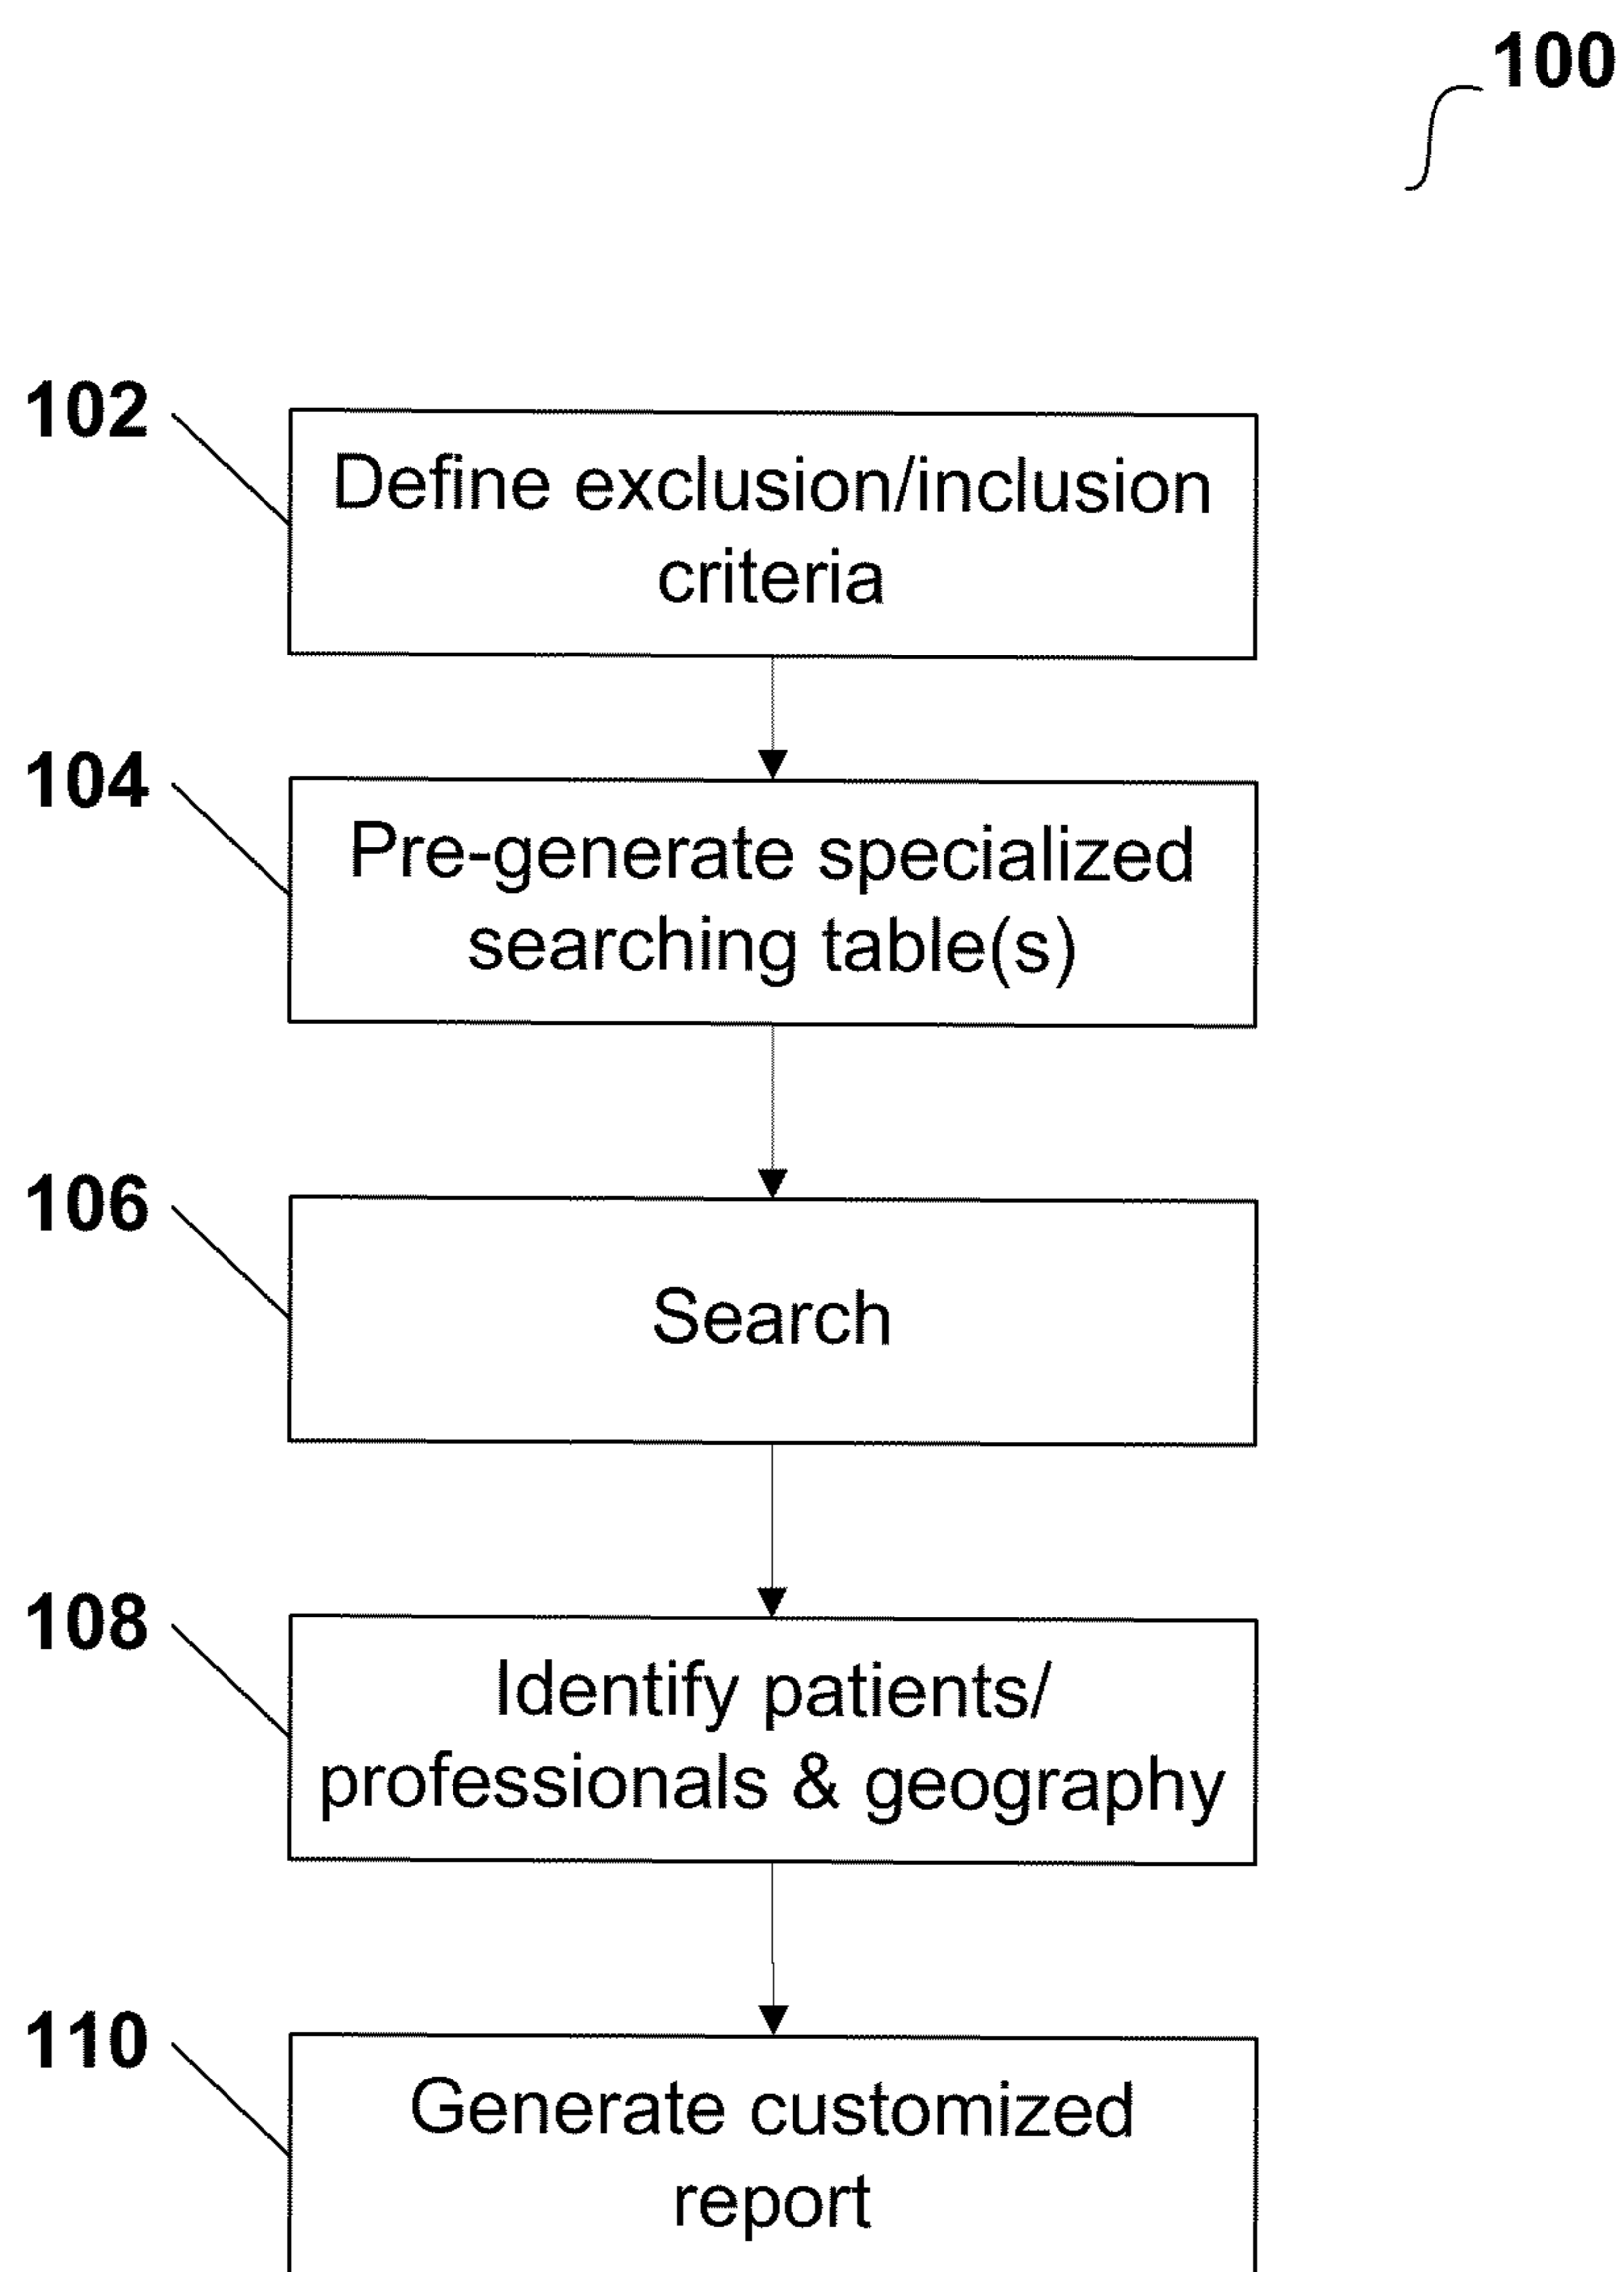 100
102
Define exclusion/inclusion
criteria
104
Pre-generate specialized
searching table(s)
106
Search
108
Identify patients/
professionals & geography
110
Generate customized
report